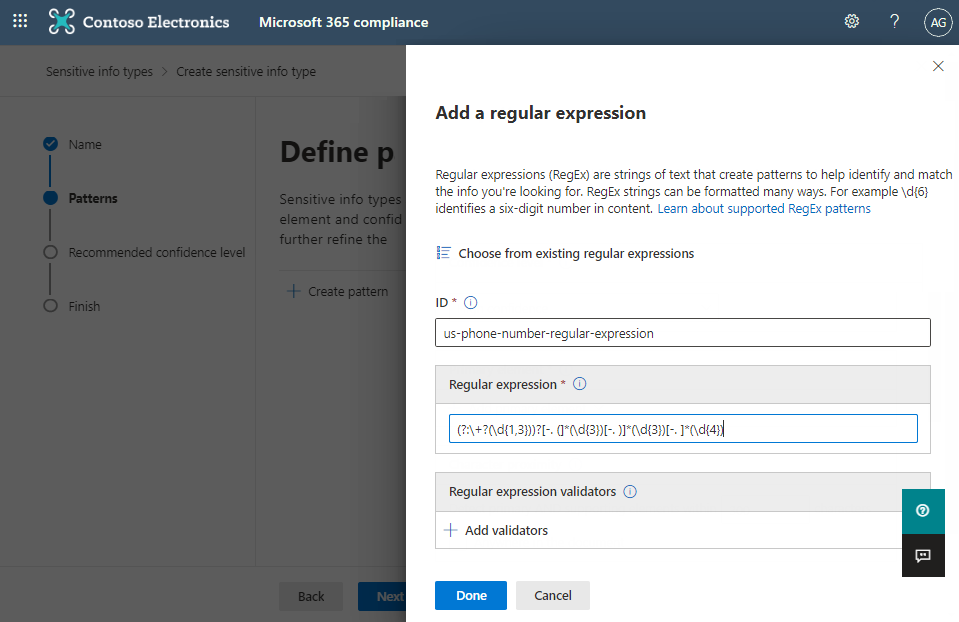 Contoso Electronics Microsoft 365 compliance ? AG
Sensitive info types > Create sensitive info type
Name
Patterns
Recommended confidence level
Finish
Define p
Sensitive info types
element and confid
further refine the
Create pattern
Back Next
Add a regular expression
Regular expressions (RegEx) are strings of text that create patterns to help identify and match
the info you're looking for. RegEx strings can be formatted many ways. For example \d{6}
identifies a six-digit number in content. Learn about supported RegEx patterns
Choose from existing regular expressions
ID *
us-phone-number-regular-expression
Regular expression *
(?:\+?(\d{1,3}))?[-. (]*(\d{3})[-. )]*(\d{3})[-. ]*(\d{4})
Regular expression validators
Add validators
Done Cancel